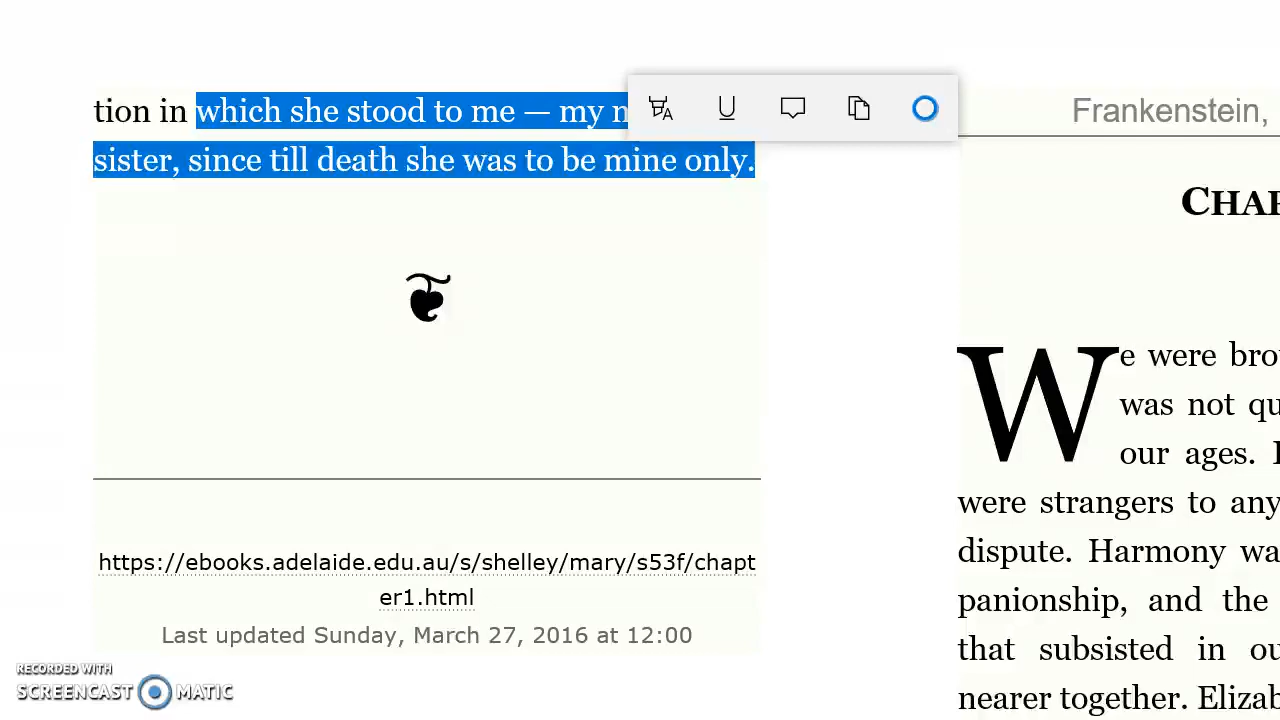 tion in which she stood to me — my
sister, since till death she was to be mine only.
https://ebooks.adelaide.edu.au/s/shelley/mary/s53f/chapt
er1.html
Last updated Sunday, March 27, 2016 at 12:00
Frankenstein,
CHAP
We were bro
was not qu
our ages.
were strangers to any
dispute. Harmony wa
panionship, and the
that subsisted in ou
nearer together. Elizab
RECORDED WITH
SCREENCAST MATIC